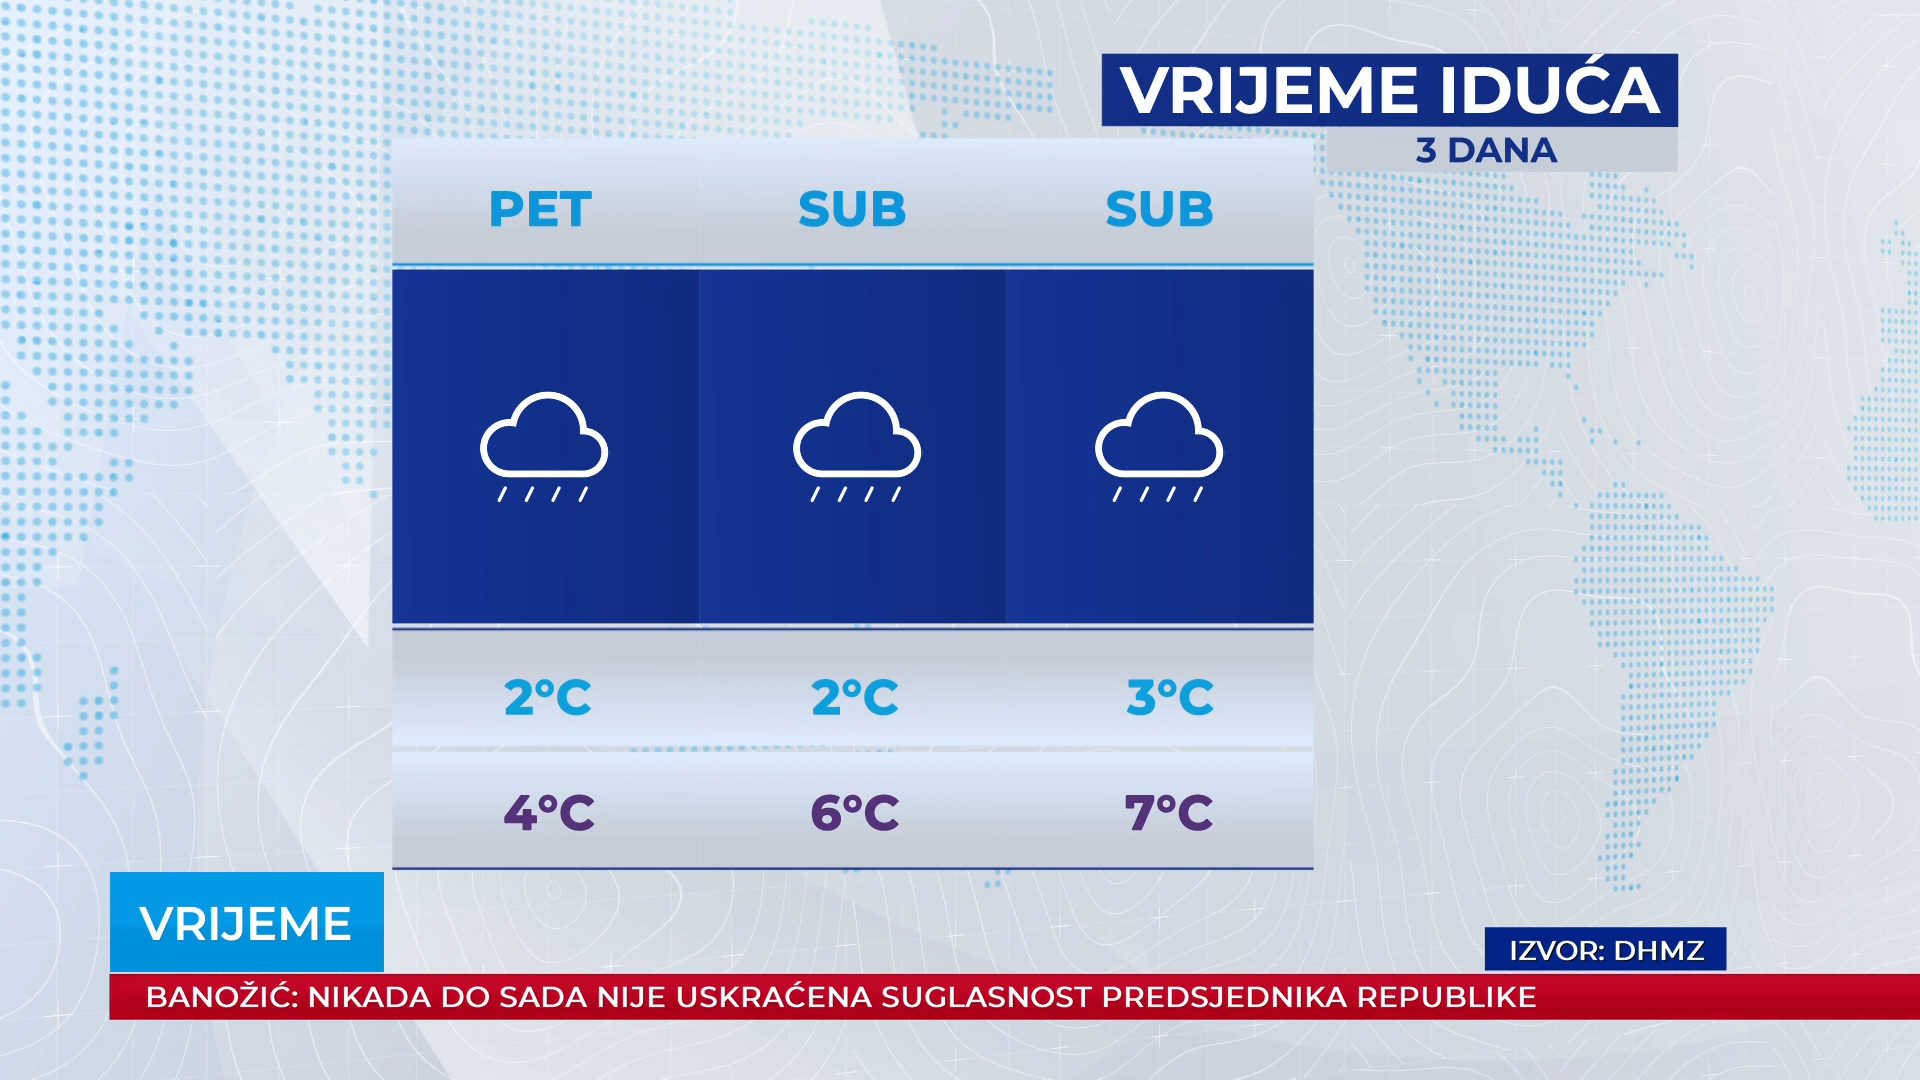 VRIJEME IDUĆA
3 DANA
PET SUB SUB
2°C 2°C 3°C
4°C 6°C 7°C
VRIJEME
IZVOR: DHMZ
BANOŽIĆ: NIKADA DO SADA NIJE USKRAĆENA SUGLASNOST PREDSJEDNIKA REPUBLIKE